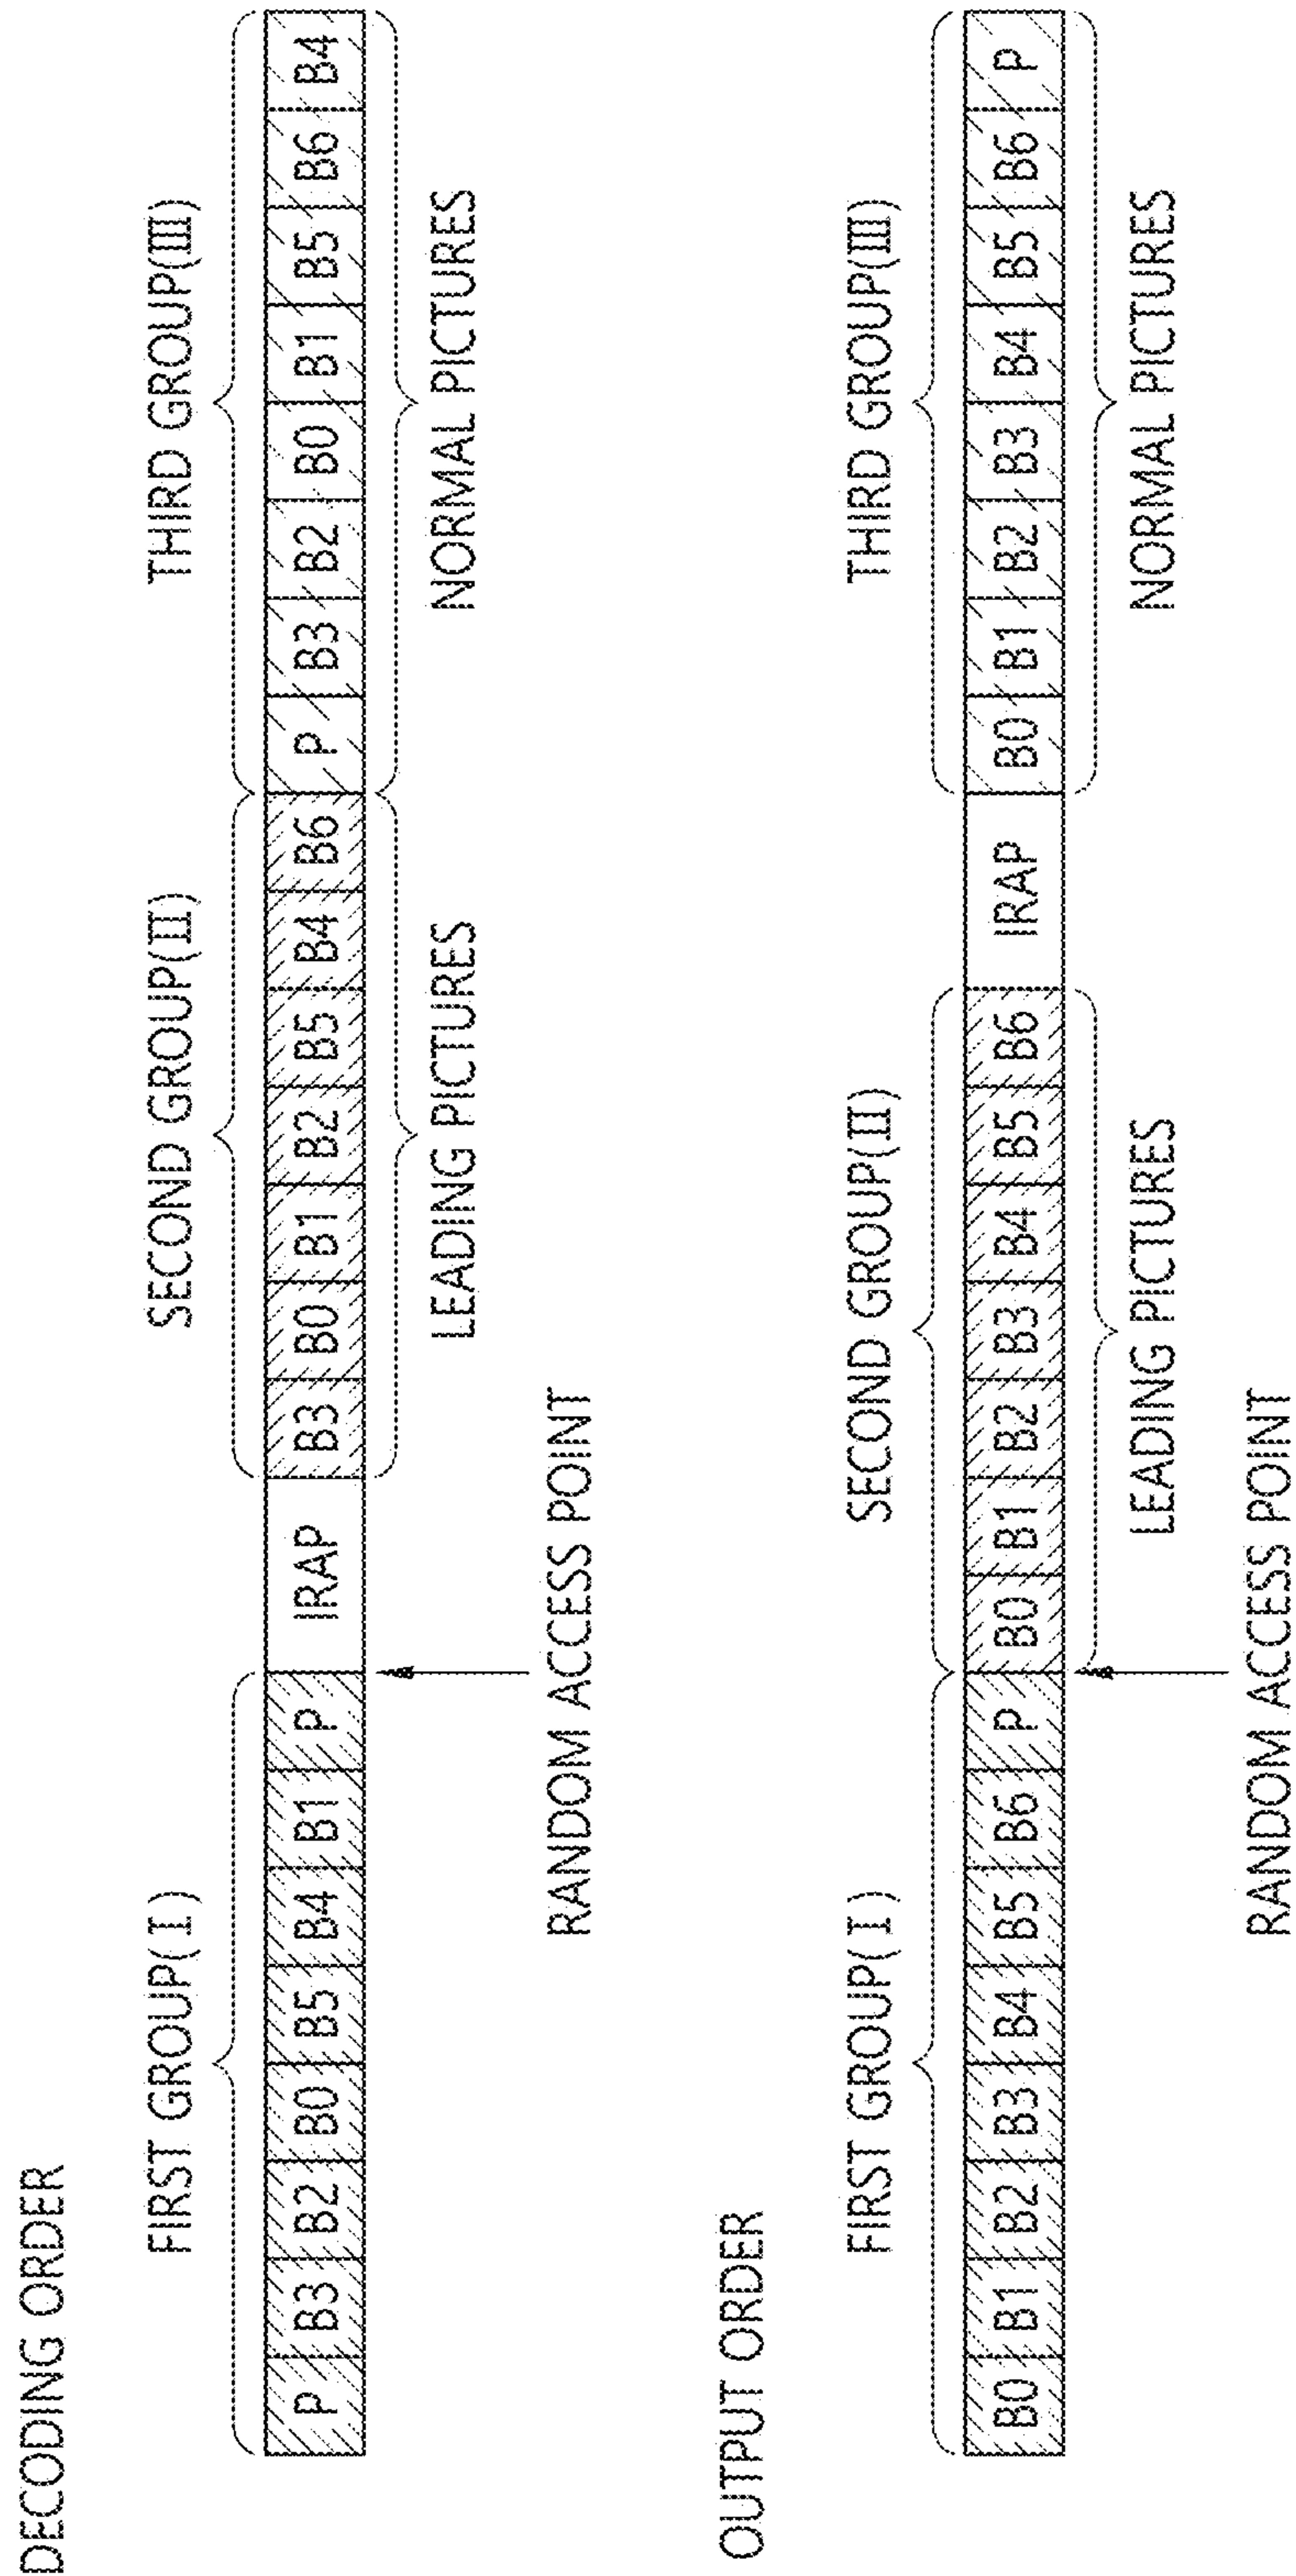 DECODING ORDER
FIRST GROUP(I) SECOND GROUP(II) THIRD GROUP(III)
P B3 B2 B0 B5 B4 B1 P IRAP B3 B0 B1 B2 B5 B4 B6 P B3 B2 B0 B1 B5 B6 B4
LEADING PICTURES NORMAL PICTURES
RANDOM ACCESS POINT
OUTPUT ORDER
FIRST GROUP(I) SECOND GROUP(II) THIRD GROUP(III)
B0 B1 B2 B3 B4 B5 B6 P B0 B1 B2 B3 B4 B5 B6 IRAP B0 B1 B2 B3 B4 B5 B6 P
LEADING PICTURES NORMAL PICTURES
RANDOM ACCESS POINT